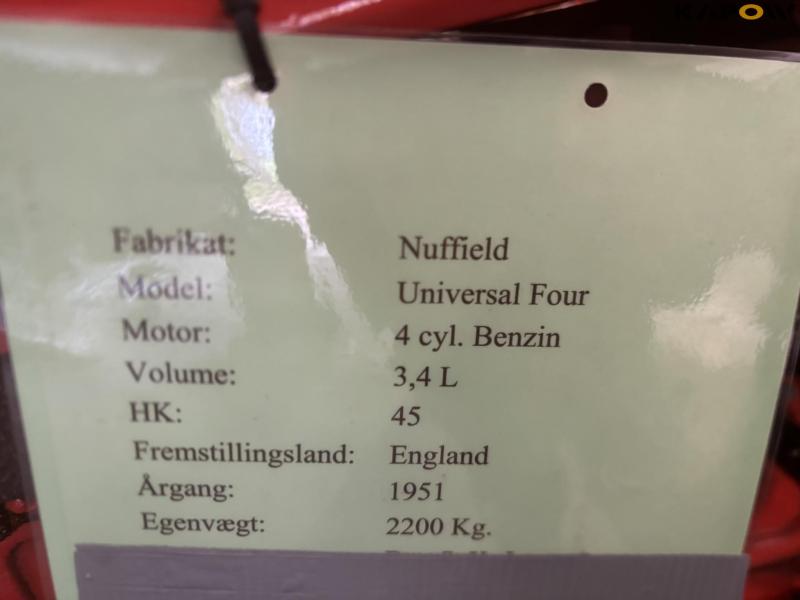 KAPOW
Fabrikat: Nuffield
Model: Universal Four
Motor: 4 cyl. Benzin
Volume: 3,4 L
HK: 45
Fremstillingsland: England
Årgang: 1951
Egenvægt: 2200 Kg.